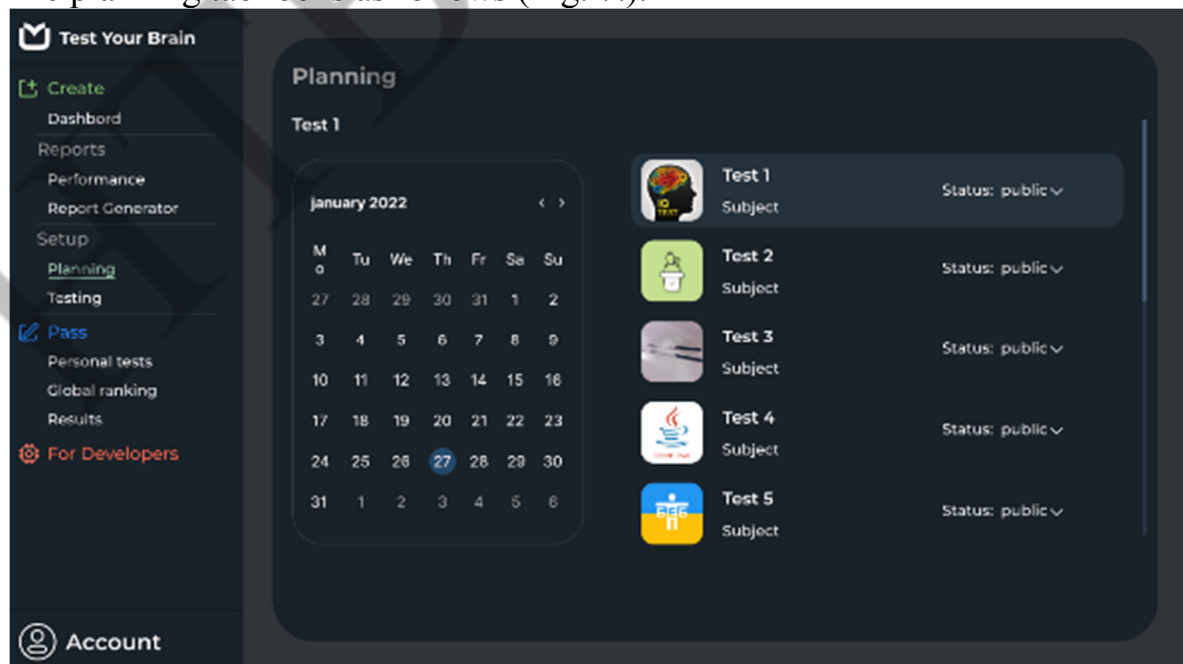 Test Your Brain
Create
Dashbord
Reports
Performance
Report Generator
Setup
Planning
Testing
Pass
Personal tests
Global ranking
Results
For Developers
Account
Planning
Test 1
january 2022 < >
Mo Tu We Th Fr Sa Su
27 28 29 30 31 1 2
3 4 5 6 7 8 9
10 11 12 13 14 15 16
17 18 19 20 21 22 23
24 25 26 27 28 29 30
31 1 2 3 4 5 6
IQ
TEST
Test 1
Subject
Status: public
Test 2
Subject
Status: public
Test 3
Subject
Status: public
Test 4
Subject
Status: public
Test 5
Subject
Status: public